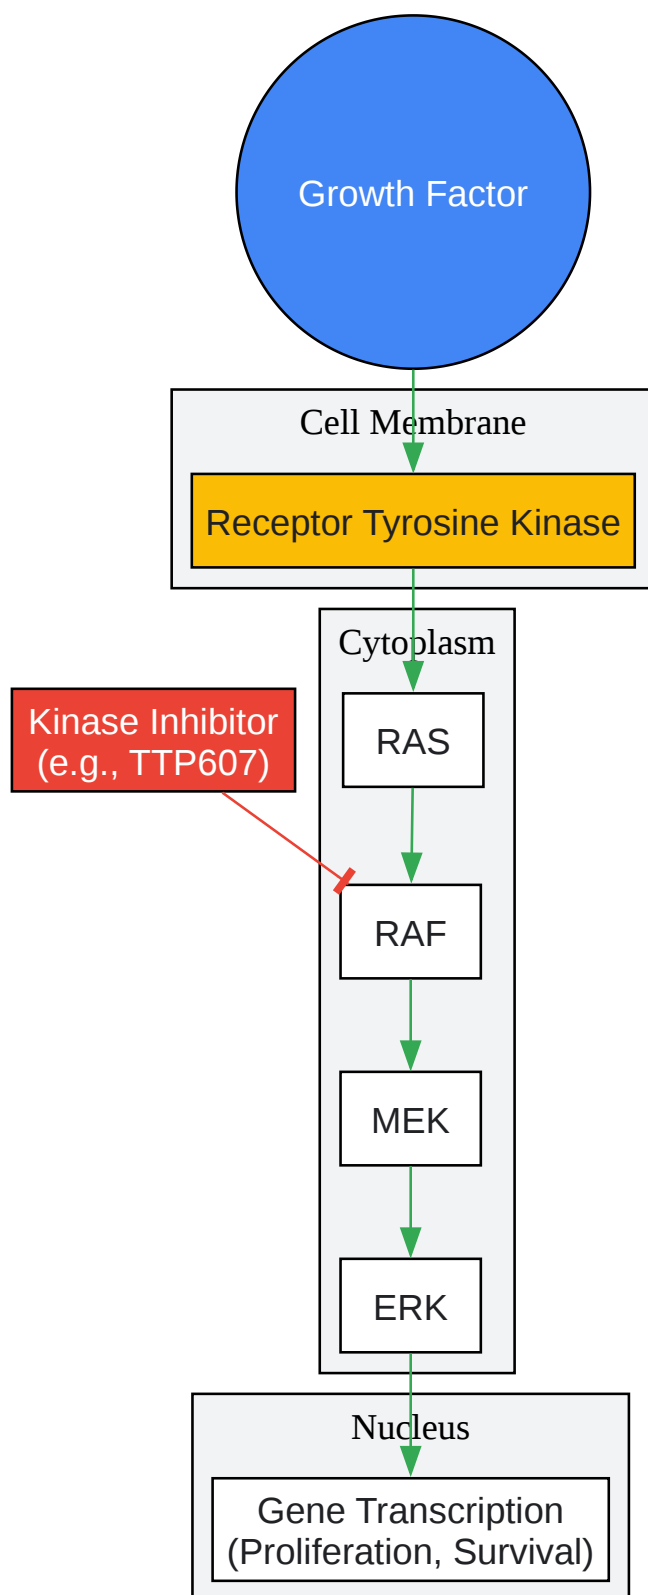 Growth Factor
Cell Membrane
Receptor Tyrosine Kinase
Cytoplasm
RAS
Kinase Inhibitor
(e.g., TTP607)
RAF
MEK
ERK
Nucleus
Gene Transcription
(Proliferation, Survival)